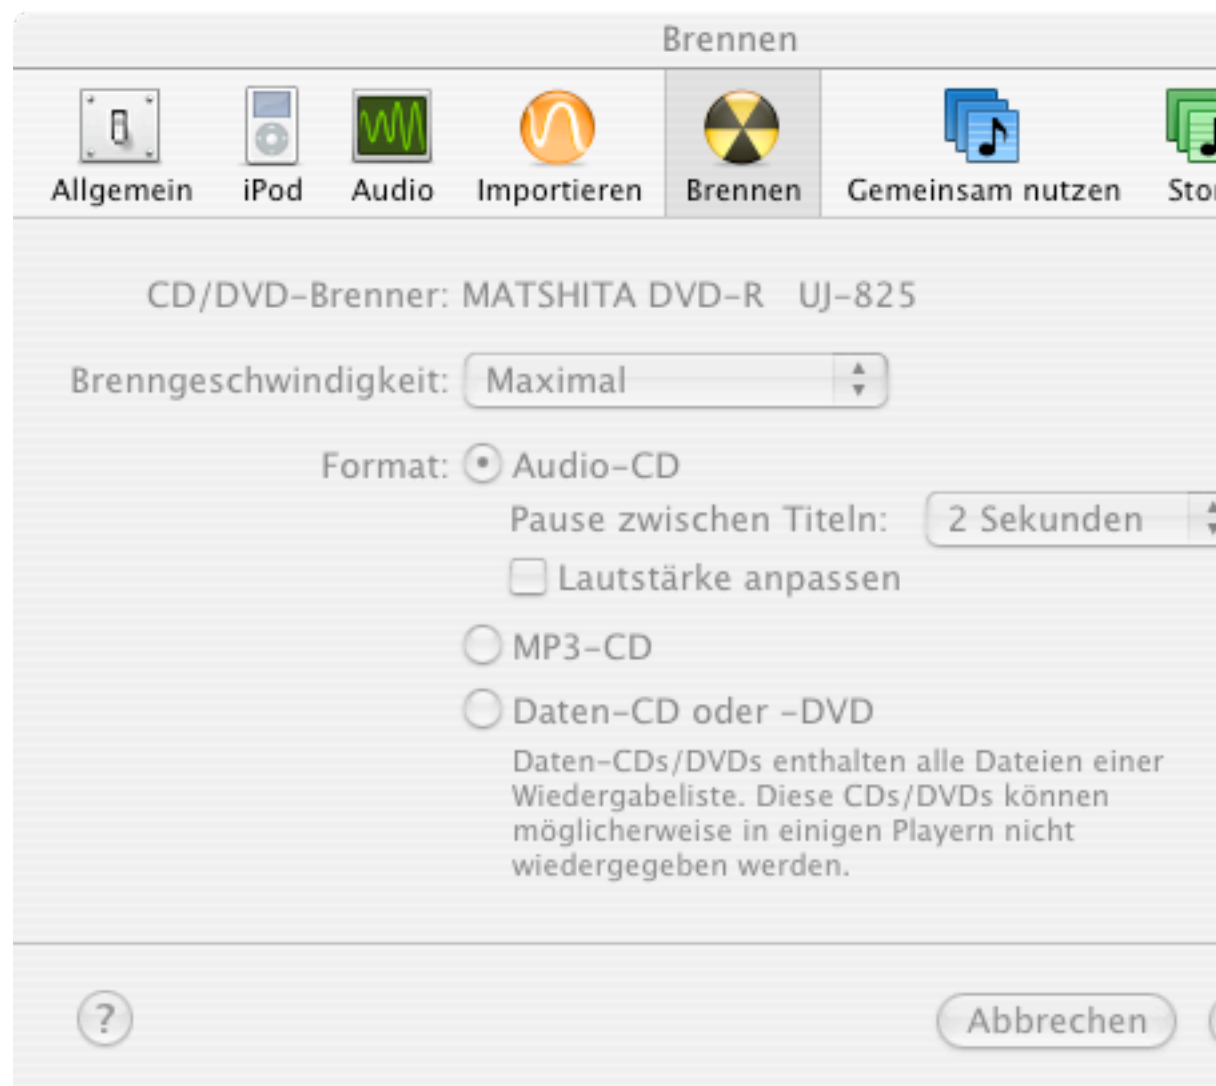 Brennen
Allgemein iPod Audio Importieren Brennen Gemeinsam nutzen
CD/DVD-Brenner: MATSHITA DVD-R UJ-825
Brenngeschwindigkeit: Maximal
Format: Audio-CD
Pause zwischen Titeln: 2 Sekunden
Lautstärke anpassen
MP3-CD
Daten-CD oder -DVD
Daten-CDs/DVDs enthalten alle Dateien einer
Wiedergabeliste. Diese CDs/DVDs können
möglicherweise in einigen Playern nicht
wiedergegeben werden.
? Abbrechen